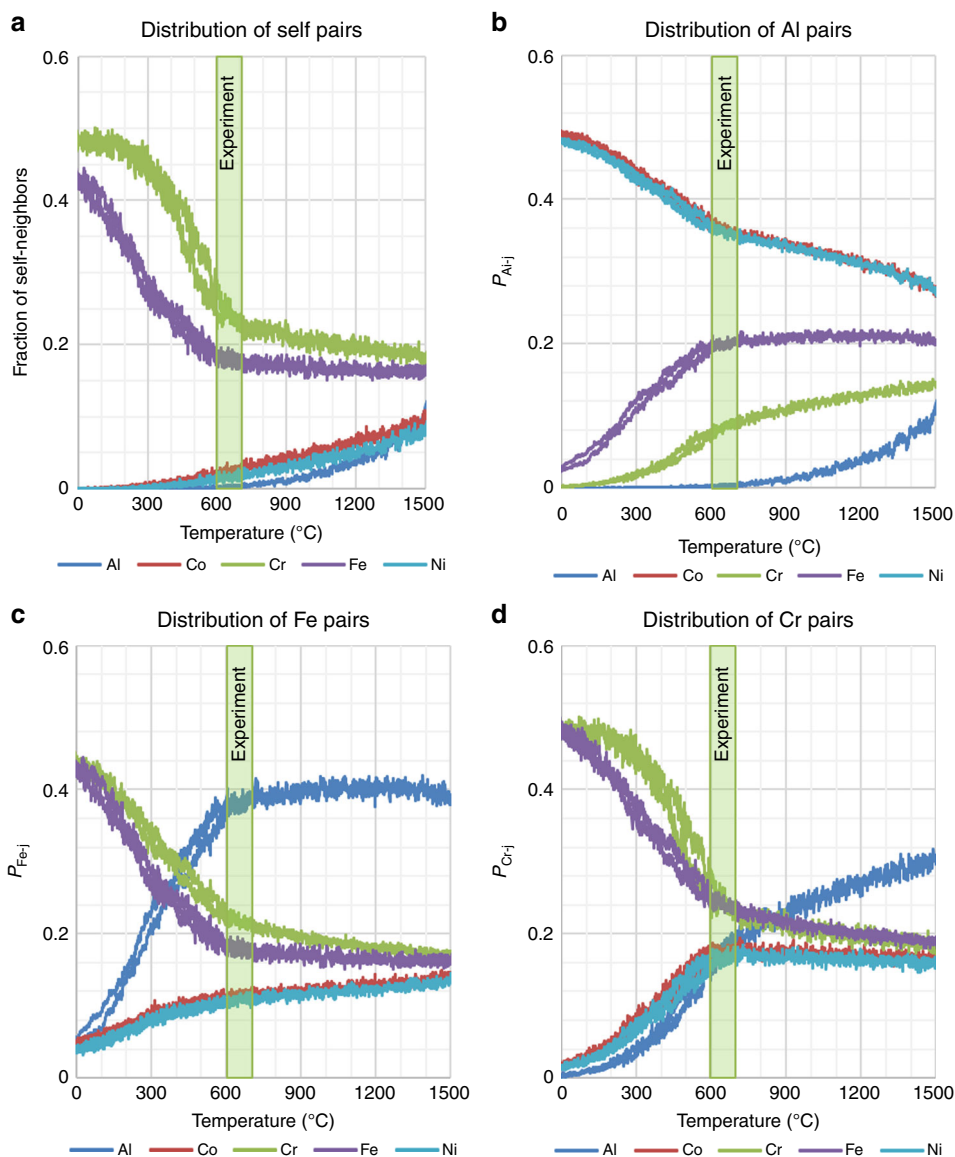 a
Distribution of self pairs
0.6
0.4
0.2
0
Fraction of self-neighbors
Experiment
0 300 600 900 1200 1500
Temperature (°C)
Al Co Cr Fe Ni
b
Distribution of Al pairs
0.6
0.4
0.2
0
PAl-j
Experiment
0 300 600 900 1200 1500
Temperature (°C)
Al Co Cr Fe Ni
c
Distribution of Fe pairs
0.6
0.4
0.2
0
PFe-j
Experiment
0 300 600 900 1200 1500
Temperature (°C)
Al Co Cr Fe Ni
d
Distribution of Cr pairs
0.6
0.4
0.2
0
PCr-j
Experiment
0 300 600 900 1200 1500
Temperature (°C)
Al Co Cr Fe Ni